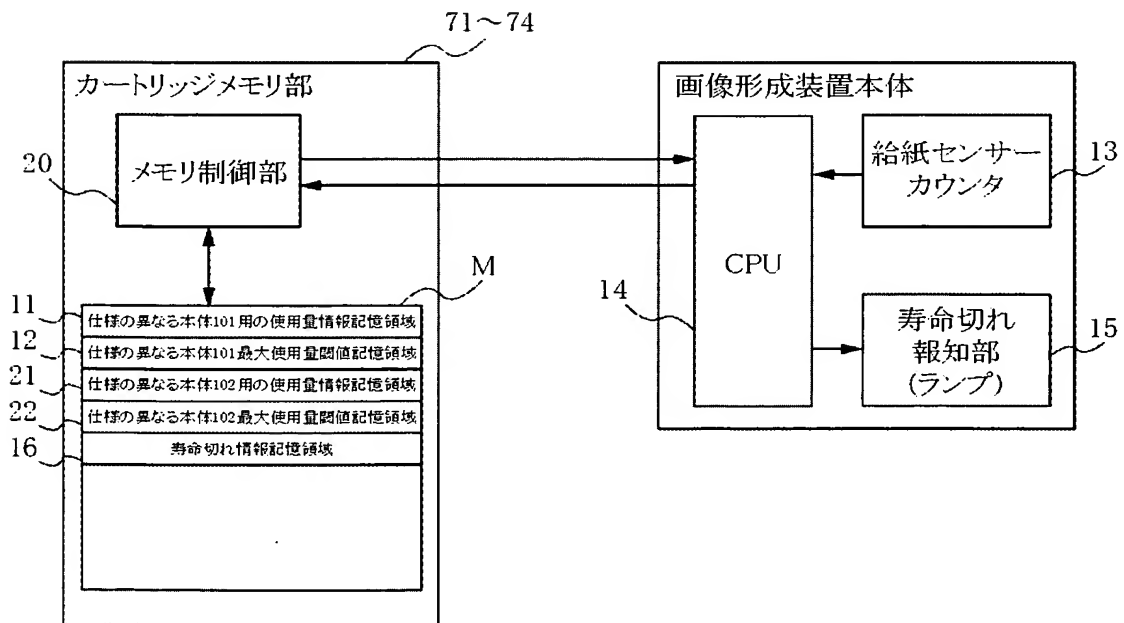 71～74
カートリッジメモリ部
画像形成装置本体
20
メモリ制御部
給紙センサー
カウンタ
13
CPU
M
14
11
仕様の異なる本体101用の使用量情報記憶領域
12
仕様の異なる本体101最大使用量閾値記憶領域
21
仕様の異なる本体102用の使用量情報記憶領域
22
仕様の異なる本体102最大使用量閾値記憶領域
16
寿命切れ情報記憶領域
寿命切れ
報知部
(ランプ)
15